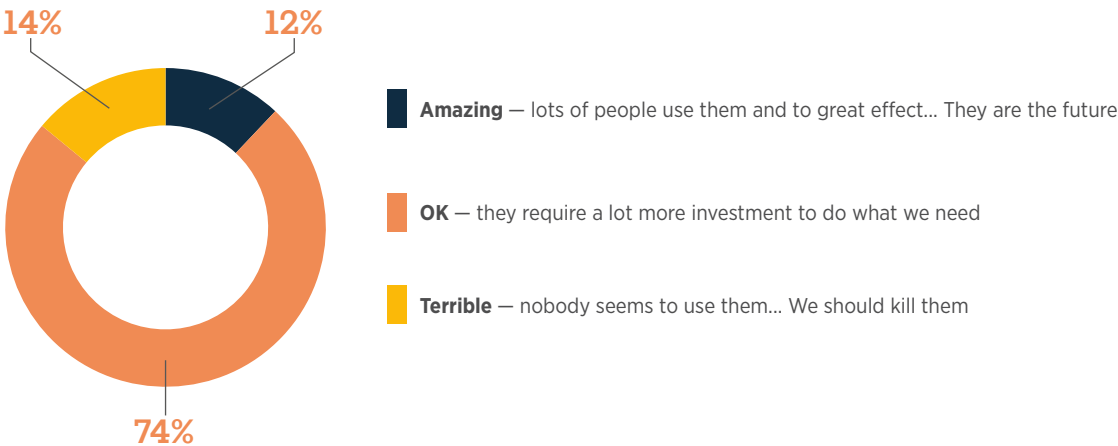 14%
12%
Amazing — lots of people use them and to great effect... They are the future
OK — they require a lot more investment to do what we need
Terrible — nobody seems to use them... We should kill them
74%